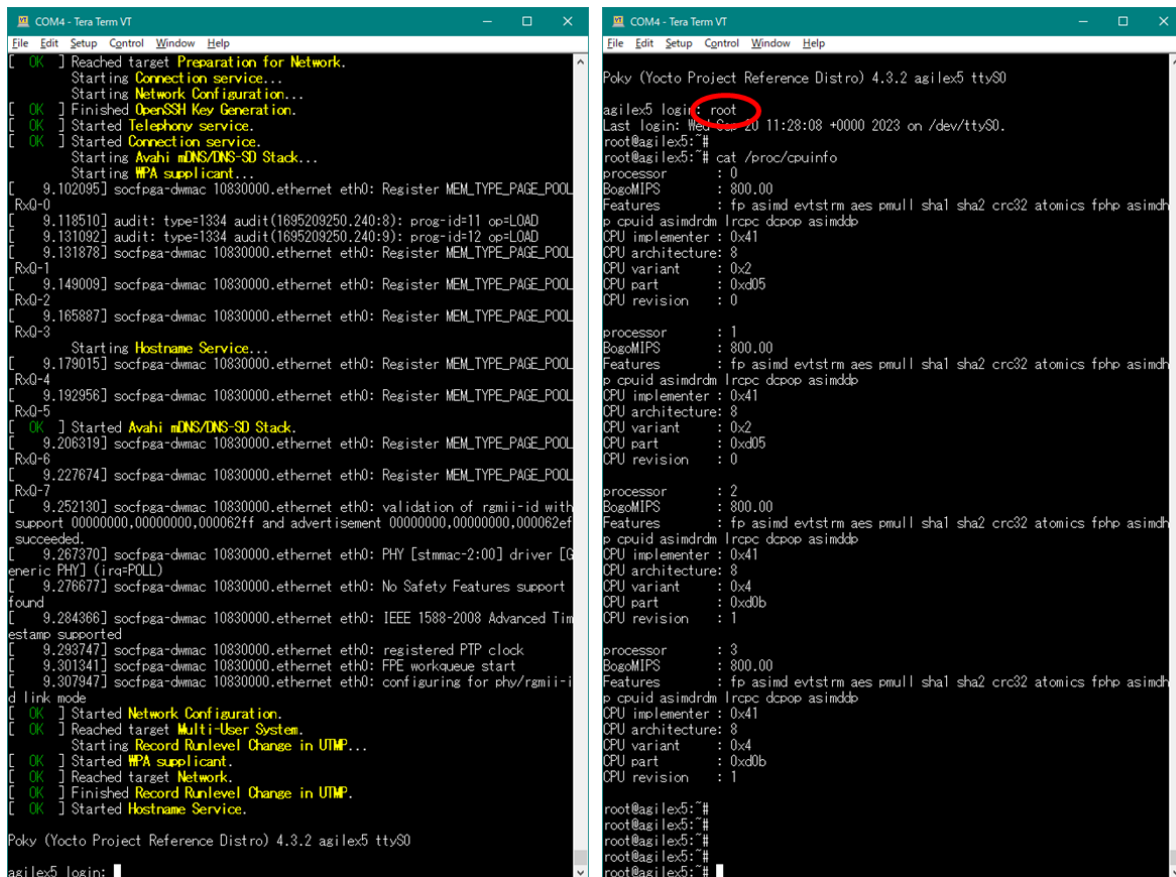 COM4 - Tera Term VT
File Edit Setup Control Window Help
[  OK  ] Reached target Preparation for Network.
         Starting Connection service...
         Starting Network Configuration...
[  OK  ] Finished OpenSSH Key Generation.
[  OK  ] Started Telephony service.
[  OK  ] Started Connection service.
         Starting Avahi mDNS/DNS-SD Stack...
         Starting WPA supplicant...
[    9.102095] socfpga-dwmac 10830000.ethernet eth0: Register MEM_TYPE_PAGE_POOL
RxQ-0
[    9.118510] audit: type=1334 audit(1695209250.240:8): prog-id=11 op=LOAD
[    9.131092] audit: type=1334 audit(1695209250.240:9): prog-id=12 op=LOAD
[    9.131878] socfpga-dwmac 10830000.ethernet eth0: Register MEM_TYPE_PAGE_POOL
RxQ-1
[    9.149009] socfpga-dwmac 10830000.ethernet eth0: Register MEM_TYPE_PAGE_POOL
RxQ-2
[    9.165887] socfpga-dwmac 10830000.ethernet eth0: Register MEM_TYPE_PAGE_POOL
RxQ-3
         Starting Hostname Service...
[    9.179015] socfpga-dwmac 10830000.ethernet eth0: Register MEM_TYPE_PAGE_POOL
RxQ-4
[    9.192956] socfpga-dwmac 10830000.ethernet eth0: Register MEM_TYPE_PAGE_POOL
RxQ-5
[  OK  ] Started Avahi mDNS/DNS-SD Stack.
[    9.206319] socfpga-dwmac 10830000.ethernet eth0: Register MEM_TYPE_PAGE_POOL
RxQ-6
[    9.227674] socfpga-dwmac 10830000.ethernet eth0: Register MEM_TYPE_PAGE_POOL
RxQ-7
[    9.252130] socfpga-dwmac 10830000.ethernet eth0: validation of rgmii-id with
support 00000000,00000000,000062ff and advertisement 00000000,00000000,000062ef
succeeded.
[    9.267370] socfpga-dwmac 10830000.ethernet eth0: PHY [stmmac-2:00] driver [G
eneric PHY] (irq=POLL)
[    9.276677] socfpga-dwmac 10830000.ethernet eth0: No Safety Features support
found
[    9.284366] socfpga-dwmac 10830000.ethernet eth0: IEEE 1588-2008 Advanced Tim
estamp supported
[    9.293747] socfpga-dwmac 10830000.ethernet eth0: registered PTP clock
[    9.301341] socfpga-dwmac 10830000.ethernet eth0: FPE workqueue start
[    9.307947] socfpga-dwmac 10830000.ethernet eth0: configuring for phy/rgmii-i
d link mode
[  OK  ] Started Network Configuration.
[  OK  ] Reached target Multi-User System.
         Starting Record Runlevel Change in UTMP...
[  OK  ] Started WPA supplicant.
[  OK  ] Reached target Network.
[  OK  ] Finished Record Runlevel Change in UTMP.
[  OK  ] Started Hostname Service.
Poky (Yocto Project Reference Distro) 4.3.2 agilex5 ttyS0
agilex5 login:
COM4 - Tera Term VT
File Edit Setup Control Window Help
Poky (Yocto Project Reference Distro) 4.3.2 agilex5 ttyS0
agilex5 login: root
Last login: Wed Sep 20 11:28:08 +0000 2023 on /dev/ttyS0.
root@agilex5:~#
root@agilex5:~# cat /proc/cpuinfo
processor       : 0
BogoMIPS        : 800.00
Features        : fp asimd evtstrm aes pmull sha1 sha2 crc32 atomics fphp asimdh
p cpuid asimdrdm lrcpc dcpop asimddp
CPU implementer : 0x41
CPU architecture: 8
CPU variant     : 0x2
CPU part        : 0xd05
CPU revision    : 0
processor       : 1
BogoMIPS        : 800.00
Features        : fp asimd evtstrm aes pmull sha1 sha2 crc32 atomics fphp asimdh
p cpuid asimdrdm lrcpc dcpop asimddp
CPU implementer : 0x41
CPU architecture: 8
CPU variant     : 0x2
CPU part        : 0xd05
CPU revision    : 0
processor       : 2
BogoMIPS        : 800.00
Features        : fp asimd evtstrm aes pmull sha1 sha2 crc32 atomics fphp asimdh
p cpuid asimdrdm lrcpc dcpop asimddp
CPU implementer : 0x41
CPU architecture: 8
CPU variant     : 0x4
CPU part        : 0xd0b
CPU revision    : 1
processor       : 3
BogoMIPS        : 800.00
Features        : fp asimd evtstrm aes pmull sha1 sha2 crc32 atomics fphp asimdh
p cpuid asimdrdm lrcpc dcpop asimddp
CPU implementer : 0x41
CPU architecture: 8
CPU variant     : 0x4
CPU part        : 0xd0b
CPU revision    : 1
root@agilex5:~#
root@agilex5:~#
root@agilex5:~#
root@agilex5:~#
root@agilex5:~#